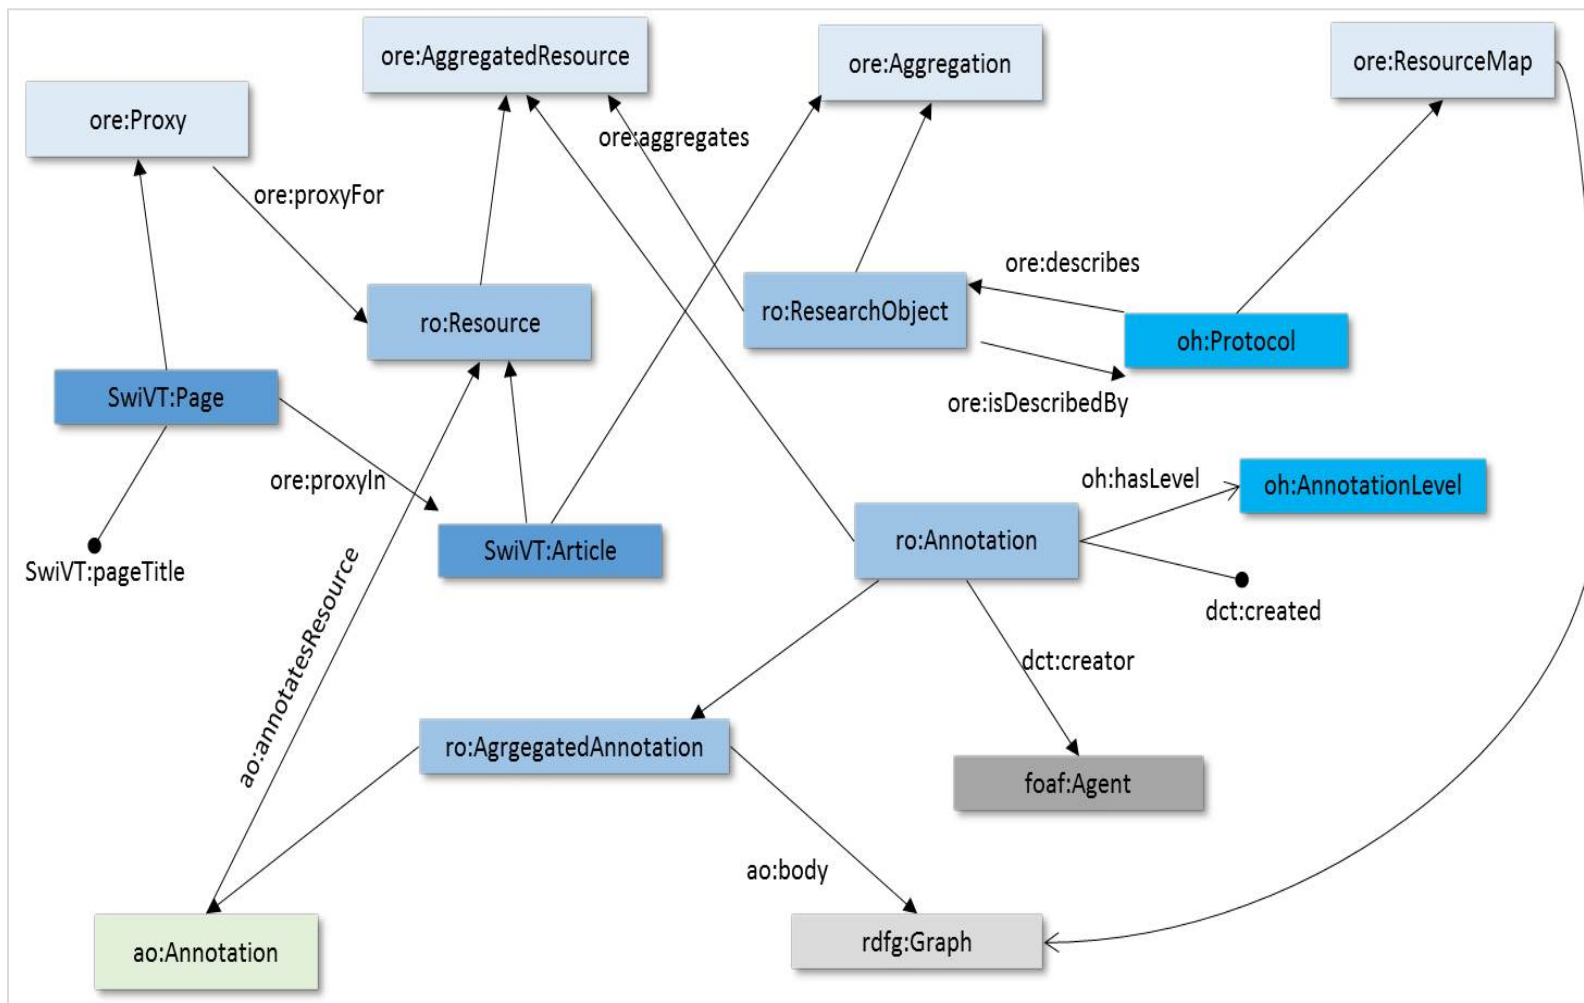 ore:AggregatedResource
ore:Aggregation
ore:ResourceMap
ore:Proxy
ore:aggregates
ore:proxyFor
ore:describes
ro:Resource
ro:ResearchObject
oh:Protocol
SwiVT:Page
ore:isDescribedBy
ore:proxyIn
oh:hasLevel
oh:AnnotationLevel
SwiVT:Article
ro:Annotation
SwiVT:pageTitle
dct:created
ao:annotatesResource
dct:creator
ro:AgrgegatedAnnotation
foaf:Agent
ao:body
ao:Annotation
rdfg:Graph